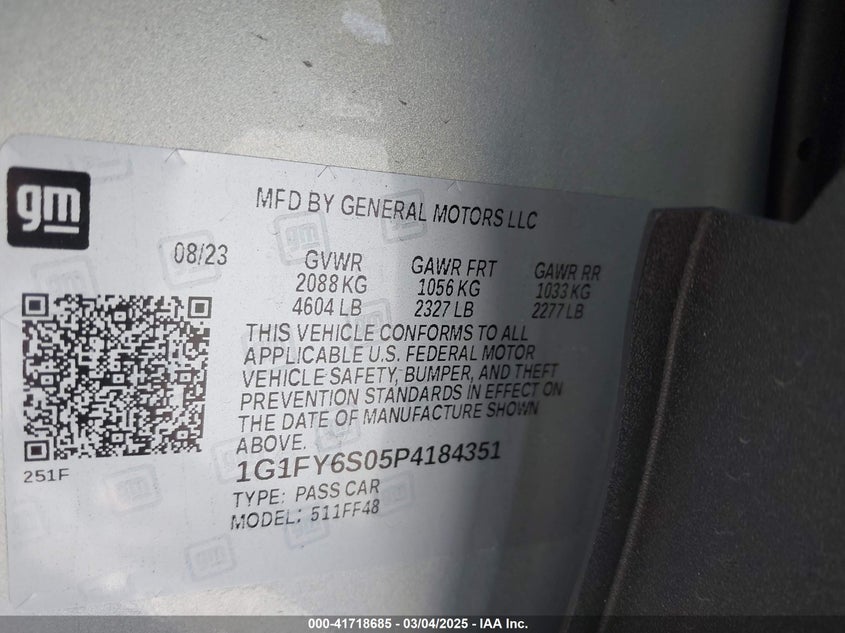 gm
MFD BY GENERAL MOTORS LLC
08/23
GVWR
2088 KG
4604 LB
GAWR FRT
1056 KG
2327 LB
GAWR RR
1033 KG
2277 LB
THIS VEHICLE CONFORMS TO ALL
APPLICABLE U.S. FEDERAL MOTOR
VEHICLE SAFETY, BUMPER, AND THEFT
PREVENTION STANDARDS IN EFFECT ON
THE DATE OF MANUFACTURE SHOWN
ABOVE.
251F
1G1FY6S05P4184351
TYPE: PASS CAR
MODEL: 511FF48
000-41718685 - 03/04/2025 - IAA Inc.